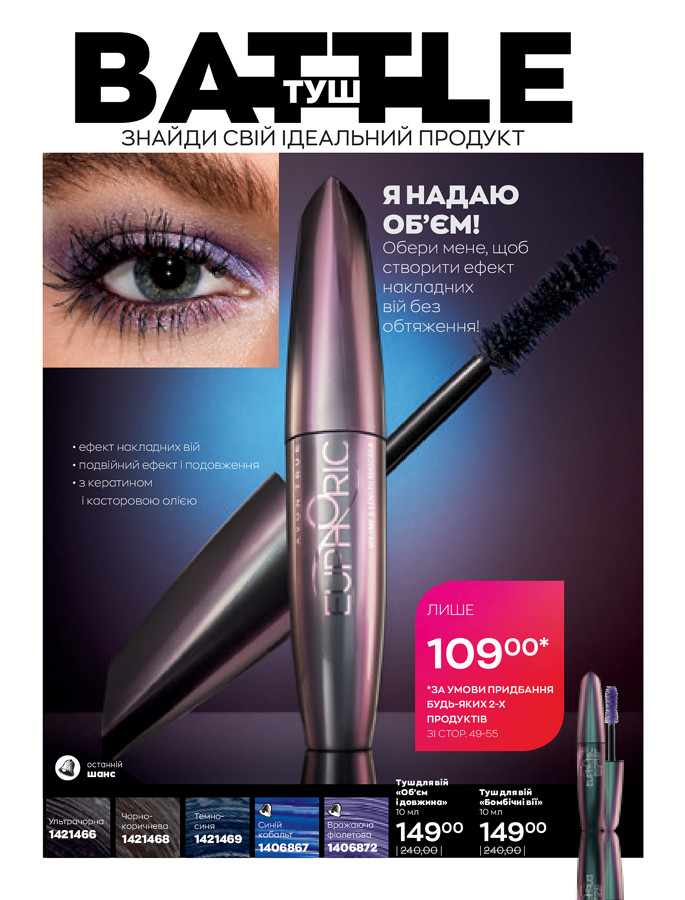 BATTLE
ТУШ
ЗНАЙДИ СВІЙ ІДЕАЛЬНИЙ ПРОДУКТ
Я НАДАЮ
ОБ'ЄМ!
Обери мене, щоб
створити ефект
накладних
вій без
обтяження!
• ефект накладних вій
• подвійний ефект і подовження
• з кератином
і касторовою олією
AVON TRUE
EUPHORIC
VOLUME & LENGTH MASCARA
ЛИШЕ
109⁰⁰*
*ЗА УМОВИ ПРИДБАННЯ
БУДЬ-ЯКИХ 2-Х
ПРОДУКТІВ
ЗІ СТОР. 49-55
останній
шанс
Ультрачорна
1421466
Чорно-
коричнева
1421468
Темно-
синя
1421469
Синій
кобальт
1406867
Вражаюча
фіолетова
1406872
Туш для вій
«Об'єм
і довжина»
10 мл
149⁰⁰
| 240,00 |
Туш для вій
«Бомбічні вії»
10 мл
149⁰⁰
| 240,00 |
EUPHORIC